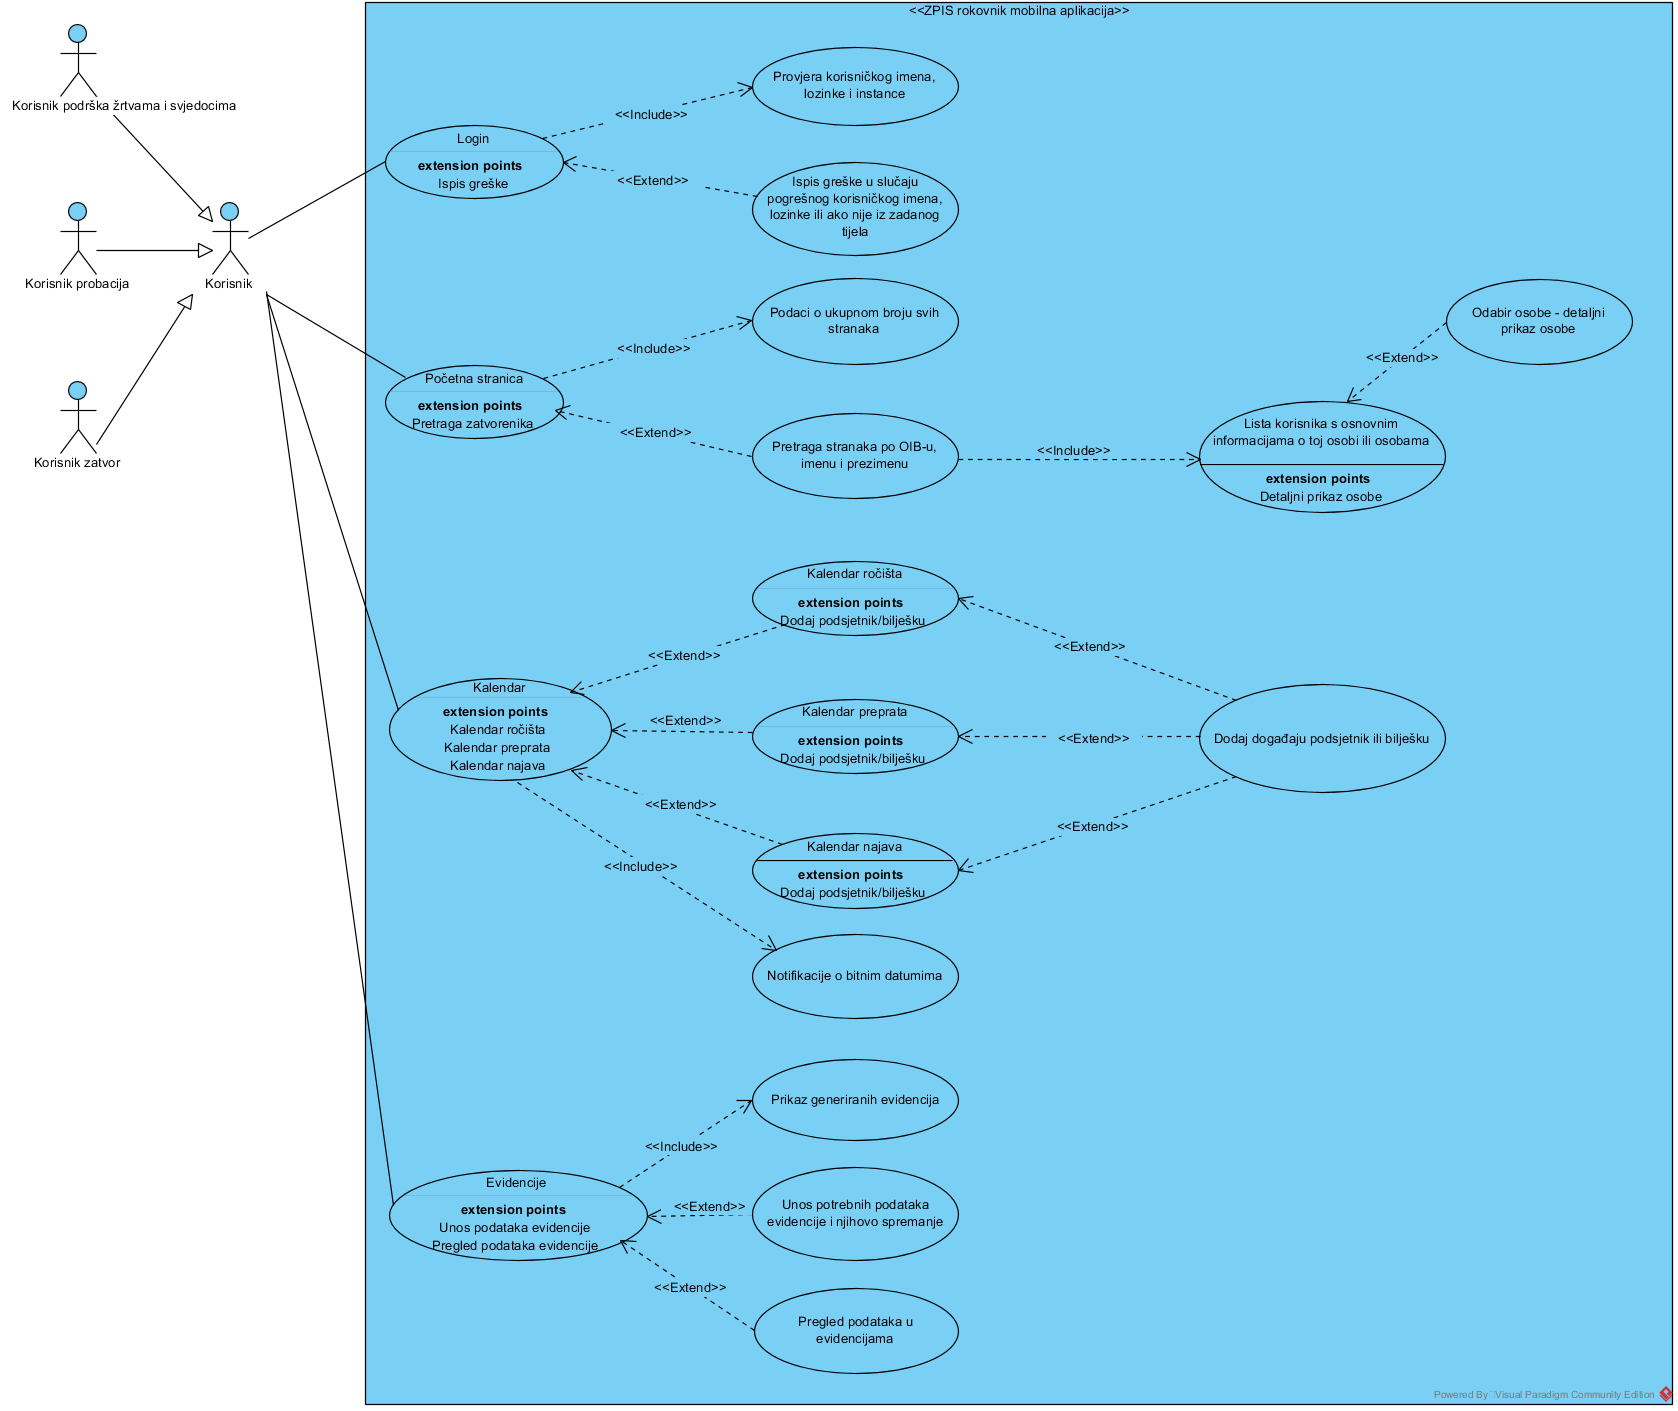 <<ZPIS rokovnik mobilna aplikacija>>
Korisnik podrška žrtvama i svjedocima
Korisnik probacija
Korisnik
Korisnik zatvor
Login
extension points
Ispis greške
<<Include>>
Provjera korisničkog imena,
lozinke i instance
<<Extend>>
Ispis greške u slučaju
pogrešnog korisničkog imena,
lozinke ili ako nije iz zadanog
tijela
Početna stranica
extension points
Pretraga zatvorenika
<<Include>>
Podaci o ukupnom broju svih
stranaka
<<Extend>>
Pretraga stranaka po OIB-u,
imenu i prezimenu
<<Include>>
Lista korisnika s osnovnim
informacijama o toj osobi ili osobama
extension points
Detaljni prikaz osobe
<<Extend>>
Odabir osobe - detaljni
prikaz osobe
Kalendar
extension points
Kalendar ročišta
Kalendar preprata
Kalendar najava
<<Extend>>
Kalendar ročišta
extension points
Dodaj podsjetnik/bilješku
<<Extend>>
<<Extend>>
Kalendar preprata
extension points
Dodaj podsjetnik/bilješku
<<Extend>>
Dodaj događaju podsjetnik ili bilješku
<<Extend>>
Kalendar najava
extension points
Dodaj podsjetnik/bilješku
<<Extend>>
<<Include>>
Notifikacije o bitnim datumima
Evidencije
extension points
Unos podataka evidencije
Pregled podataka evidencije
<<Include>>
Prikaz generiranih evidencija
<<Extend>>
Unos potrebnih podataka
evidencije i njihovo spremanje
<<Extend>>
Pregled podataka u
evidencijama
Powered By Visual Paradigm Community Edition